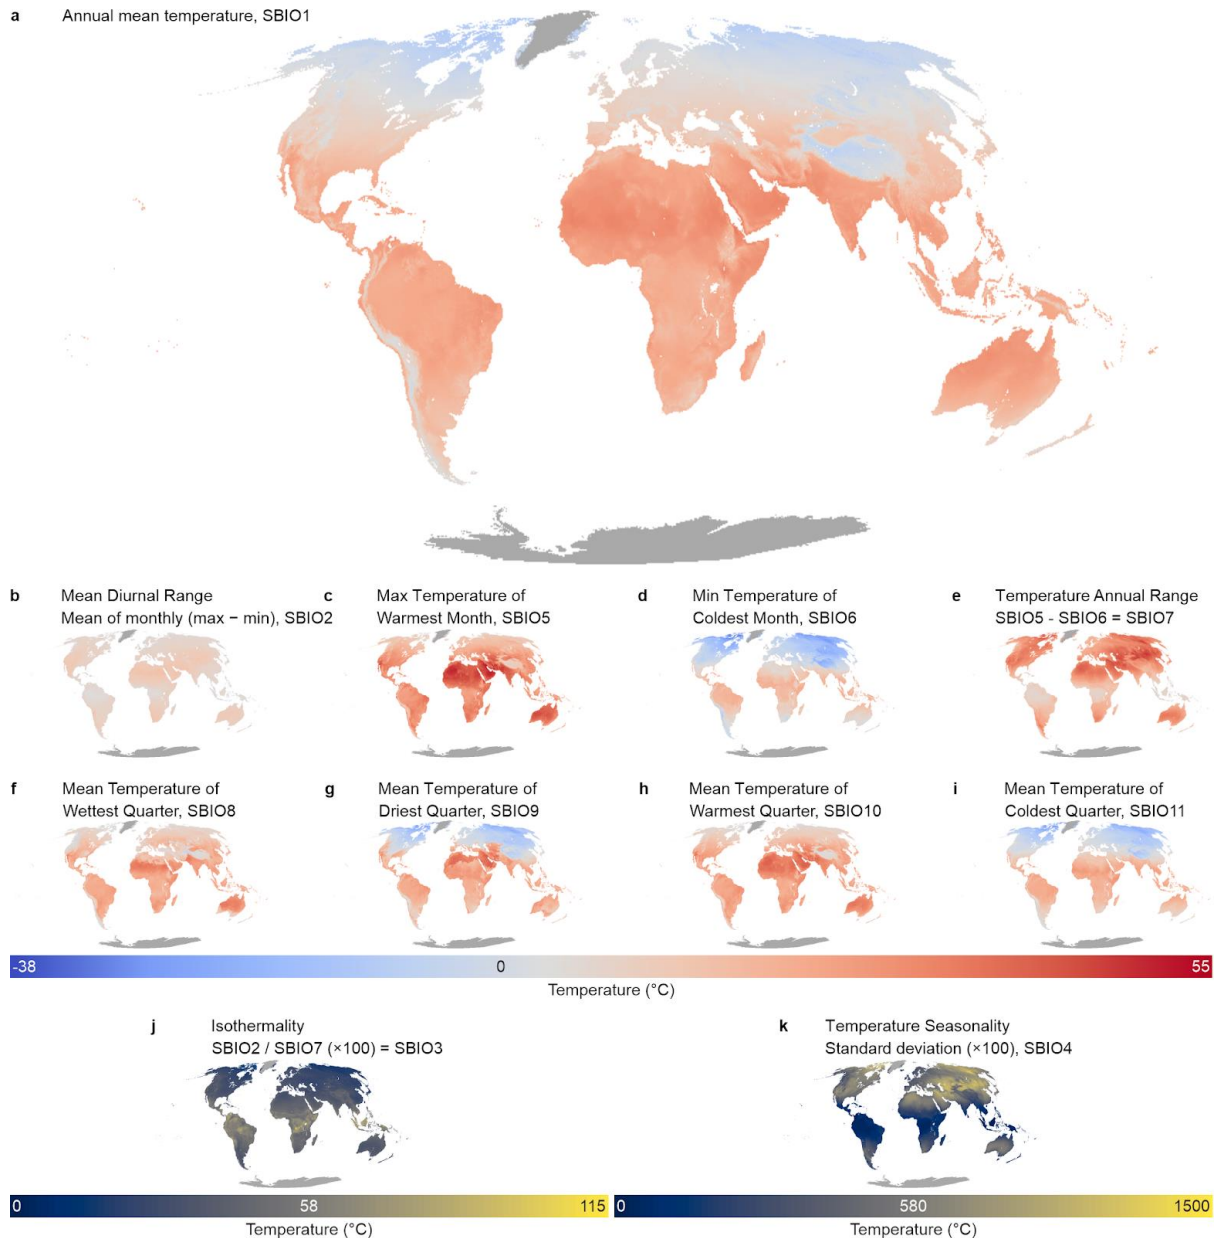 a Annual mean temperature, SBIO1
b Mean Diurnal Range
Mean of monthly (max − min), SBIO2
c Max Temperature of
Warmest Month, SBIO5
d Min Temperature of
Coldest Month, SBIO6
e Temperature Annual Range
SBIO5 - SBIO6 = SBIO7
f Mean Temperature of
Wettest Quarter, SBIO8
g Mean Temperature of
Driest Quarter, SBIO9
h Mean Temperature of
Warmest Quarter, SBIO10
i Mean Temperature of
Coldest Quarter, SBIO11
-38 0 55
Temperature (°C)
j Isothermality
SBIO2 / SBIO7 (×100) = SBIO3
k Temperature Seasonality
Standard deviation (×100), SBIO4
0 58 115
Temperature (°C)
0 580 1500
Temperature (°C)